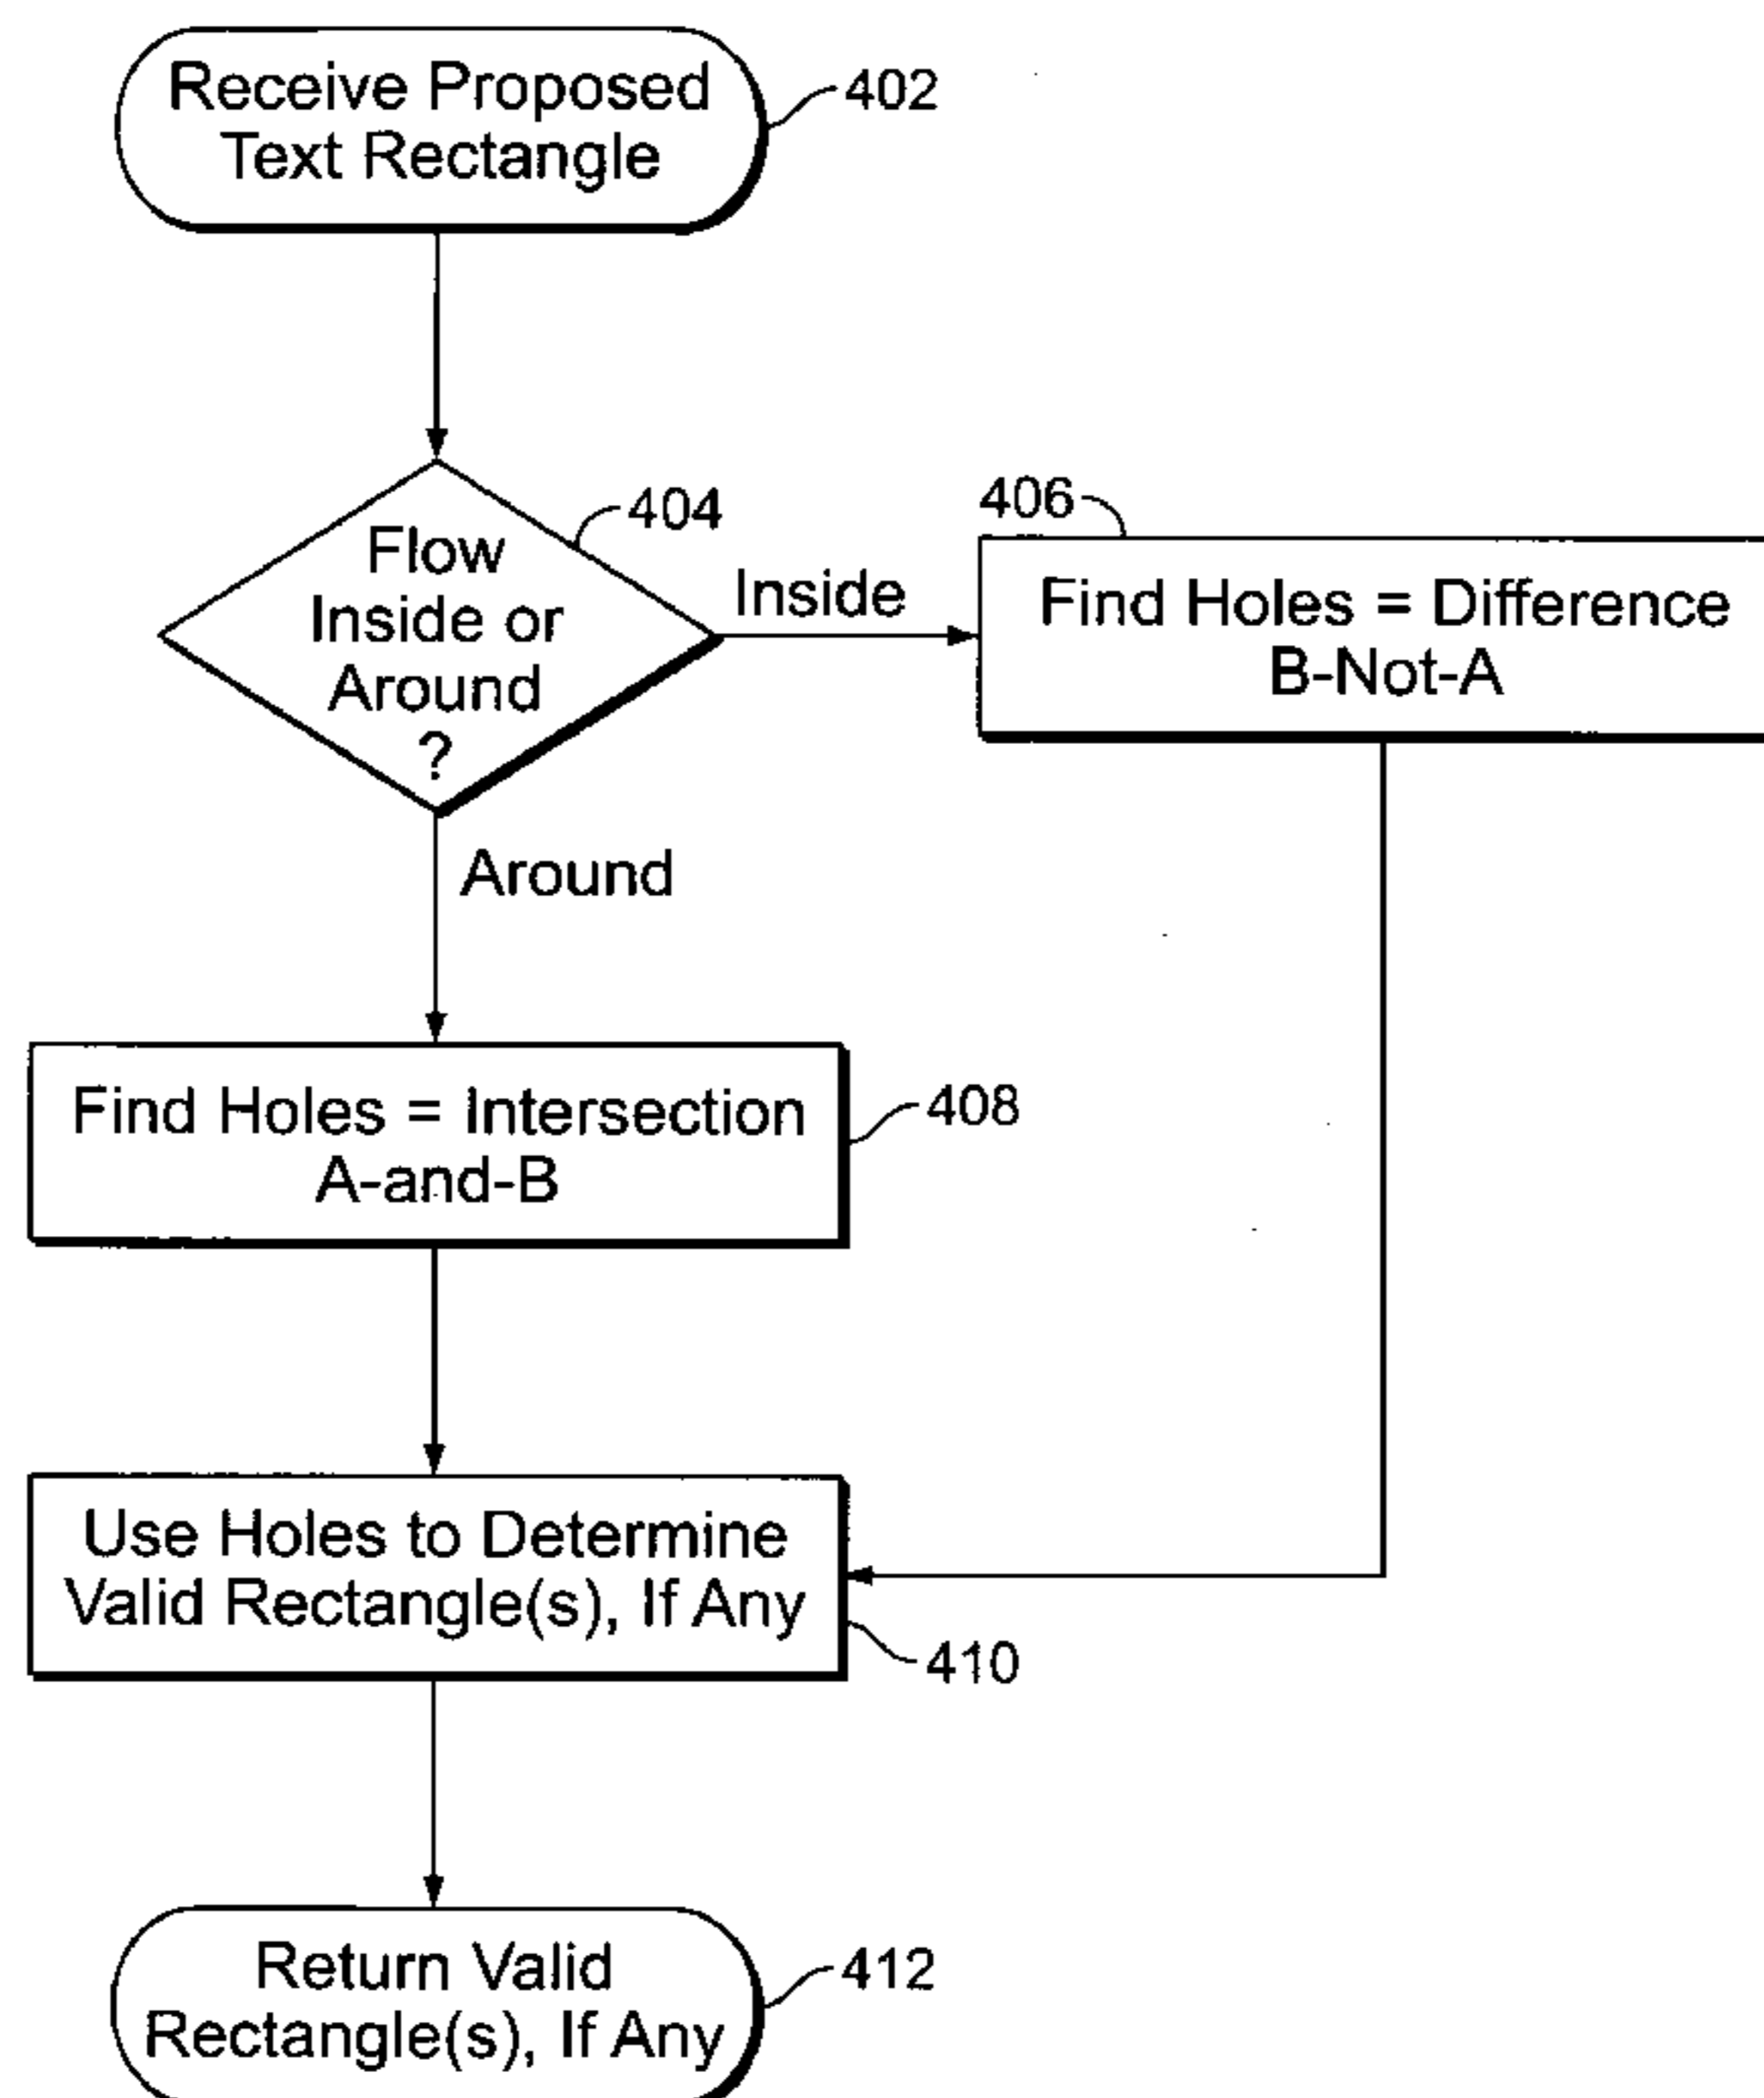 Receive Proposed
Text Rectangle
402
Flow
Inside or
Around
?
404
Inside
406
Find Holes = Difference
B-Not-A
Around
Find Holes = Intersection
A-and-B
408
Use Holes to Determine
Valid Rectangle(s), If Any
410
Return Valid
Rectangle(s), If Any
412